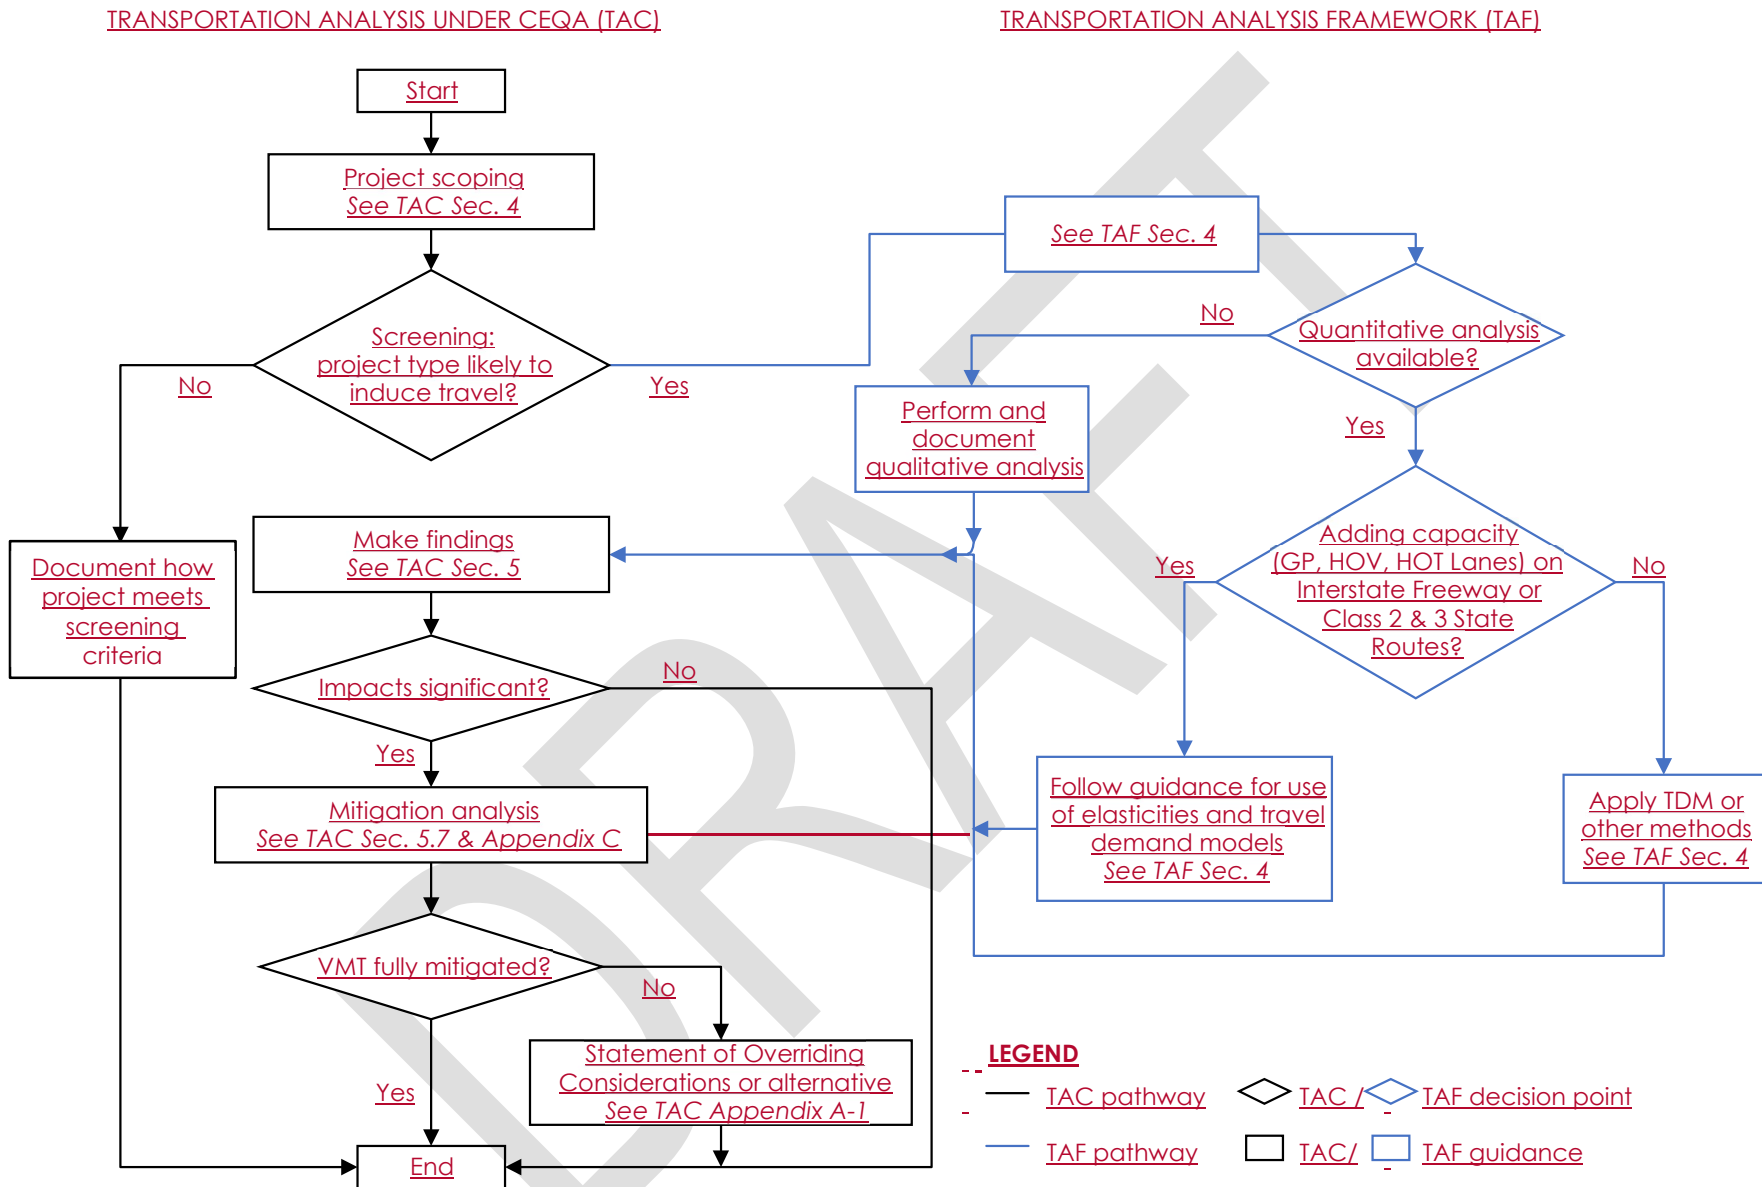 TRANSPORTATION ANALYSIS UNDER CEQA (TAC)
TRANSPORTATION ANALYSIS FRAMEWORK (TAF)
Start
Project scoping
See TAC Sec. 4
Screening:
project type likely to
induce travel?
No
Yes
Document how
project meets
screening
criteria
Make findings
See TAC Sec. 5
Impacts significant?
No
Yes
Mitigation analysis
See TAC Sec. 5.7 & Appendix C
VMT fully mitigated?
No
Yes
Statement of Overriding
Considerations or alternative
See TAC Appendix A-1
End
See TAF Sec. 4
Quantitative analysis
available?
No
Yes
Perform and
document
qualitative analysis
Adding capacity
(GP, HOV, HOT Lanes) on
Interstate Freeway or
Class 2 & 3 State
Routes?
Yes
No
Follow guidance for use
of elasticities and travel
demand models
See TAF Sec. 4
Apply TDM or
other methods
See TAF Sec. 4
LEGEND
TAC pathway
TAC /
TAF decision point
TAF pathway
TAC/
TAF guidance
DRAFT